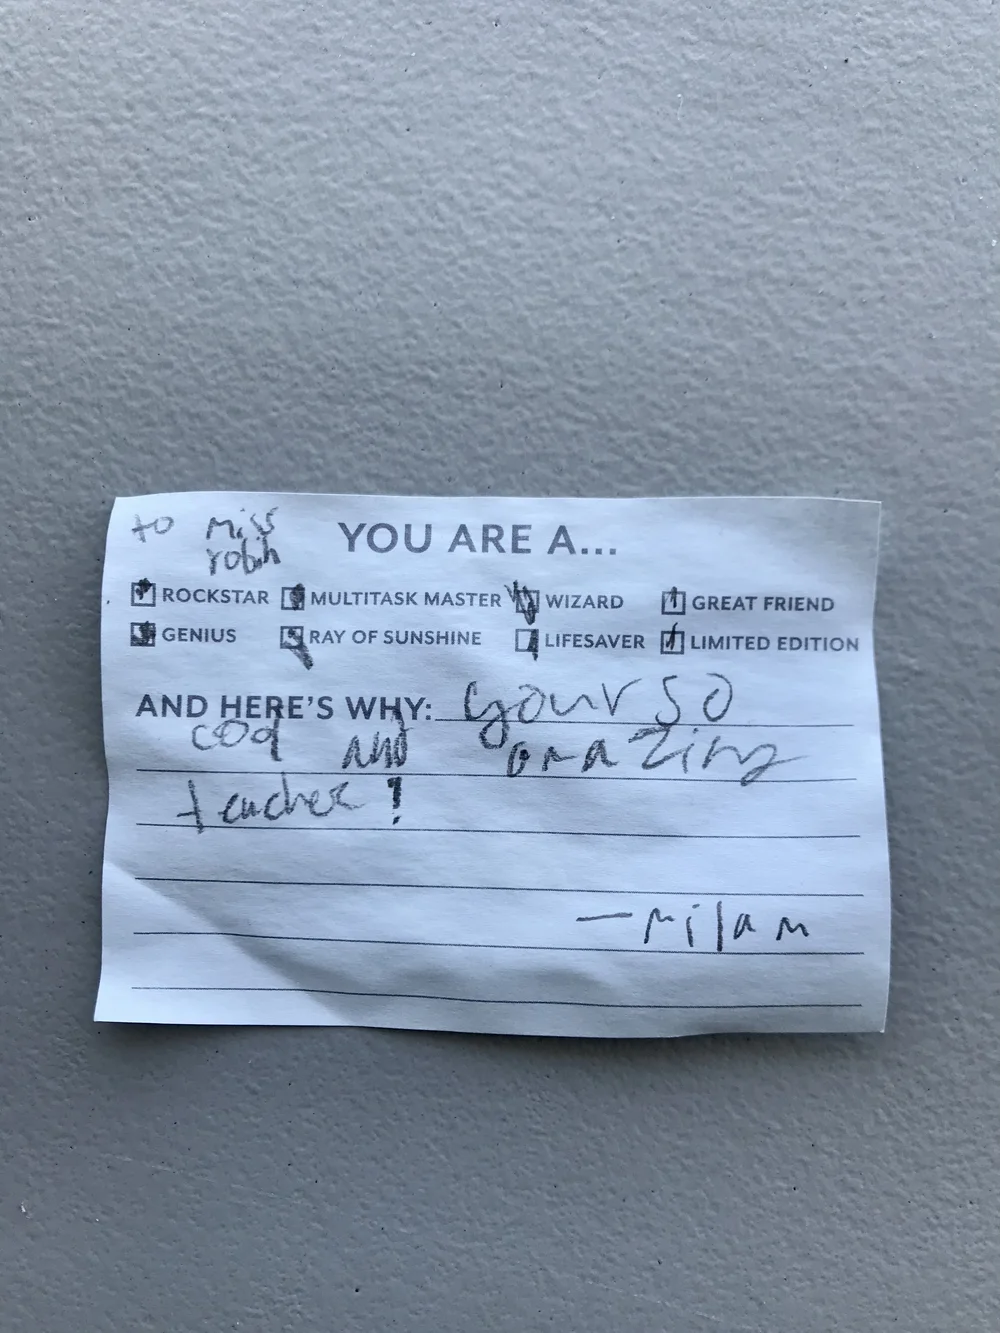 to Miss
robin
YOU ARE A...
ROCKSTAR MULTITASK MASTER WIZARD GREAT FRIEND
GENIUS RAY OF SUNSHINE LIFESAVER LIMITED EDITION
AND HERE'S WHY: your so
cool and amazing
teacher!
— milan